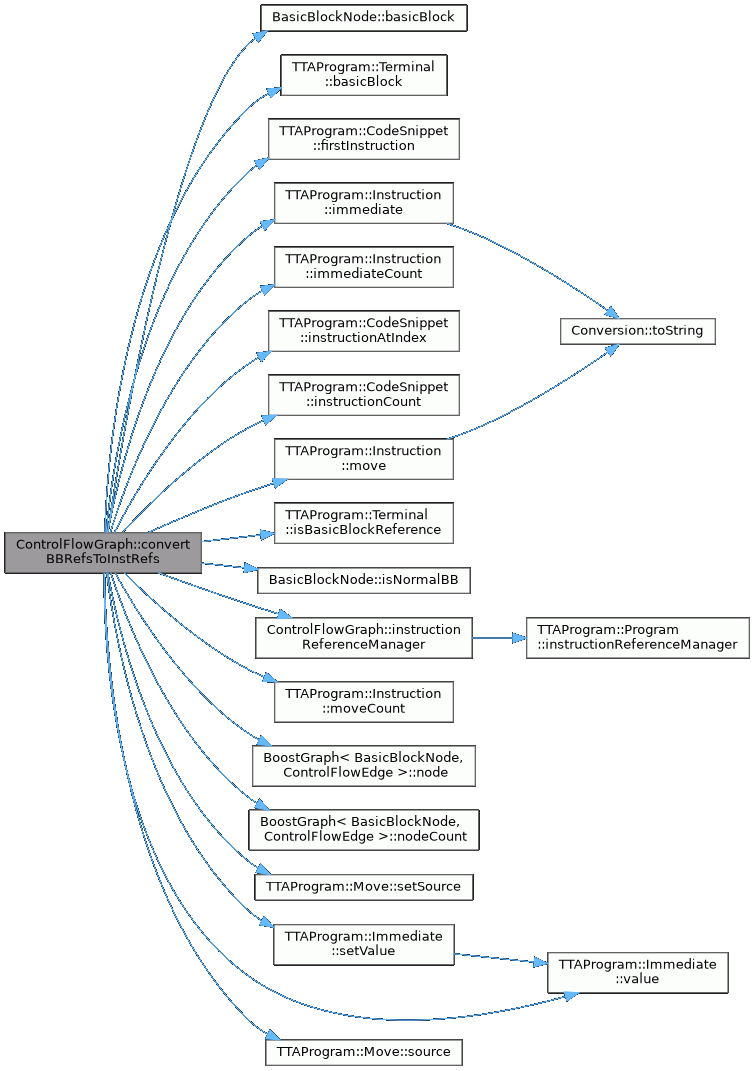 BasicBlockNode::basicBlock
TTAProgram::Terminal
::basicBlock
TTAProgram::CodeSnippet
::firstInstruction
TTAProgram::Instruction
::immediate
TTAProgram::Instruction
::immediateCount
TTAProgram::CodeSnippet
::instructionAtIndex
Conversion::toString
TTAProgram::CodeSnippet
::instructionCount
TTAProgram::Instruction
::move
TTAProgram::Terminal
::isBasicBlockReference
ControlFlowGraph::convert
BBRefsToInstRefs
BasicBlockNode::isNormalBB
ControlFlowGraph::instruction
ReferenceManager
TTAProgram::Program
::instructionReferenceManager
TTAProgram::Instruction
::moveCount
BoostGraph< BasicBlockNode,
ControlFlowEdge >::node
BoostGraph< BasicBlockNode,
ControlFlowEdge >::nodeCount
TTAProgram::Move::setSource
TTAProgram::Immediate
::setValue
TTAProgram::Immediate
::value
TTAProgram::Move::source